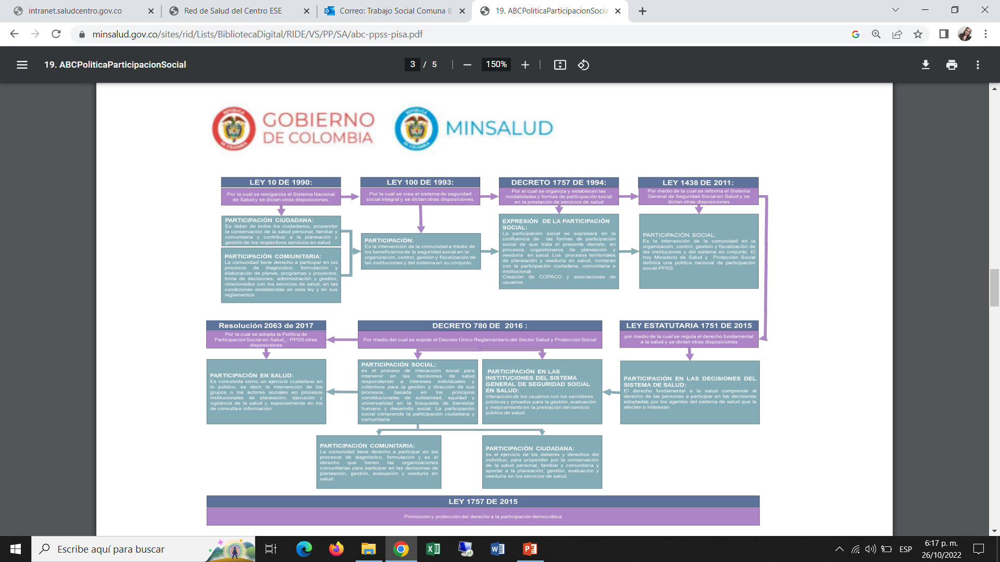 intranet.saludcentro.gov.co
Red de Salud del Centro ESE
Correo: Trabajo Social Comuna 8
19. ABCPoliticaParticipacionSocia
minsalud.gov.co/sites/rid/Lists/BibliotecaDigital/RIDE/VS/PP/SA/abc-ppss-pisa.pdf
19. ABCPoliticaParticipacionSocial
3 / 5
150%
GOBIERNO
DE COLOMBIA
MINSALUD
LEY 10 DE 1990:
Por la cual se reorganiza el Sistema Nacional
de Salud y se dictan otras disposiciones.
LEY 100 DE 1993:
Por la cual se crea el sistema de seguridad
social integral y se dictan otras disposiciones.
DECRETO 1757 DE 1994:
Por el cual se organiza y establecen las
modalidades y formas de participación social
en la prestación de servicios de salud
LEY 1438 DE 2011:
Por medio de la cual se reforma el Sistema
General de Seguridad Social en Salud y se
dictan otras disposiciones
PARTICIPACIÓN CIUDADANA:
Es deber de todos los ciudadanos, propender
la conservación de la salud personal, familiar y
comunitaria y contribuir a la planeación y
gestión de los respectivos servicios en salud
PARTICIPACIÓN COMIUNITARIA:
La comunidad tiene derecho a participar en los
procesos de diagnóstico, formulación y
elaboración de planes, programas y proyectos,
toma de decisiones, administración y gestión,
relacionados con los servicios de salud, en las
condiciones establecidas en esta ley y en sus
reglamentos
PARTICIPACIÓN:
Es la intervención de la comunidad a través de
los beneficiarios de la seguridad social en la
organización, control, gestión y fiscalización de
las instituciones y del sistema en su conjunto.
EXPRESIÓN DE LA PARTICIPACIÓN
SOCIAL:
La participación social se expresará en la
confluencia de las formas de participación
social de que trata el presente decreto, en
procesos cogestionaros de planeación y
veeduría en salud. Los procesos territoriales
de planeación y veeduría en salud, contarán
con la participación ciudadana, comunitaria e
institucional.
Creación de COPACO y asociaciones de
usuarios
PARTICIPACIÓN SOCIAL:
Es la intervención de la comunidad en la
organización, control, gestión y fiscalización de
las instituciones y del sistema en conjunto. El
hoy Ministerio de Salud y Protección Social
definirá una política nacional de participación
social-PPSS
Resolución 2063 de 2017
Por la cual se adopta la Política de
Participación Social en Salud_- PPSS otras
disposiciones
DECRETO 780 DE 2016 :
Por medio del cual se expide el Decreto Único Reglamentario del Sector Salud y Protección Social
LEY ESTATUTARIA 1751 DE 2015
por medio de la cual se regula el derecho fundamental
a la salud y se dictan otras disposiciones
PARTICIPACIÓN EN SALUD:
Es concebida como un ejercicio ciudadano en
lo público, es decir la intervención de los
grupos o los actores sociales en procesos
institucionales de planeación, ejecución y
vigilancia de la salud y, especialmente en los
de consulta e información.
PARTICIPACIÓN SOCIAL:
es el proceso de interacción social para
intervenir en las decisiones de salud
respondiendo a intereses individuales y
colectivos para la gestión y dirección de sus
procesos, basada en los principios
constitucionales de solidaridad, equidad y
universalidad en la búsqueda de bienestar
humano y desarrollo social. La participación
social comprende la participación ciudadana y
comunitaria
PARTICIPACIÓN EN LAS
INSTITUCIONES DEL SISTEMA
GENERAL DE SEGURIDAD SOCIAL
EN SALUD:
interacción de los usuarios con los servidores
públicos y privados para la gestión, evaluación
y mejoramiento en la prestación del servicio
público de salud.
PARTICIPACIÓN EN LAS DECISIONES DEL
SISTEMA DE SALUD:
El derecho fundamental a la salud comprende el
derecho de las personas a participar en las decisiones
adoptadas por los agentes del sistema de salud que la
afecten o interesan
PARTICIPACIÓN COMUNITARIA:
La comunidad tiene derecho a participar en los
procesos de diagnóstico, formulación y es el
derecho que tienen las organizaciones
comunitarias para participar en las decisiones de
planeación, gestión, evaluación y veeduría en
salud.
PARTICIPACIÓN CIUDADANA:
es el ejercicio de los deberes y derechos del
individuo, para propender por la conservación
de la salud personal, familiar y comunitaria y
aportar a la planeación, gestión, evaluación y
veeduría en los servicios de salud.
LEY 1757 DE 2015
Promoción y protección del derecho a la participación democrática
Escribe aquí para buscar
ESP
6:17 p. m.
26/10/2022